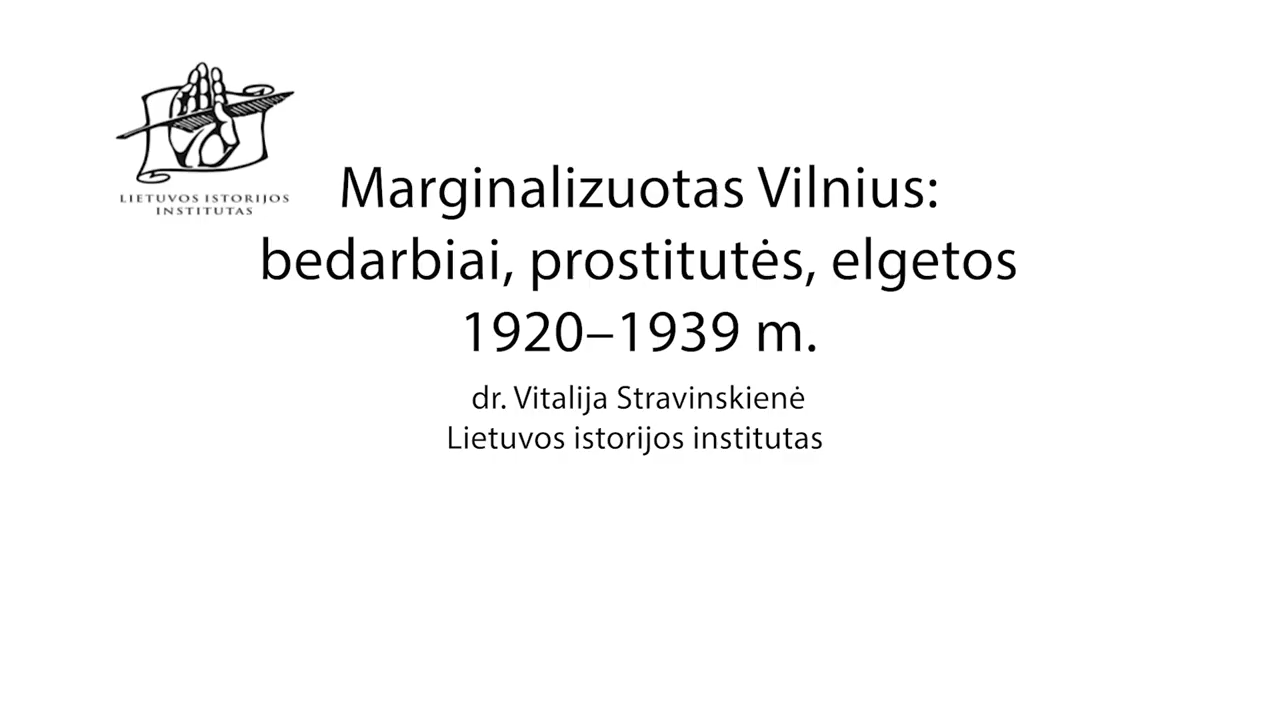 LIETUVOS ISTORIJOS
INSTITUTAS
Marginalizuotas Vilnius:
bedarbiai, prostitutės, elgetos
1920–1939 m.
dr. Vitalija Stravinskienė
Lietuvos istorijos institutas